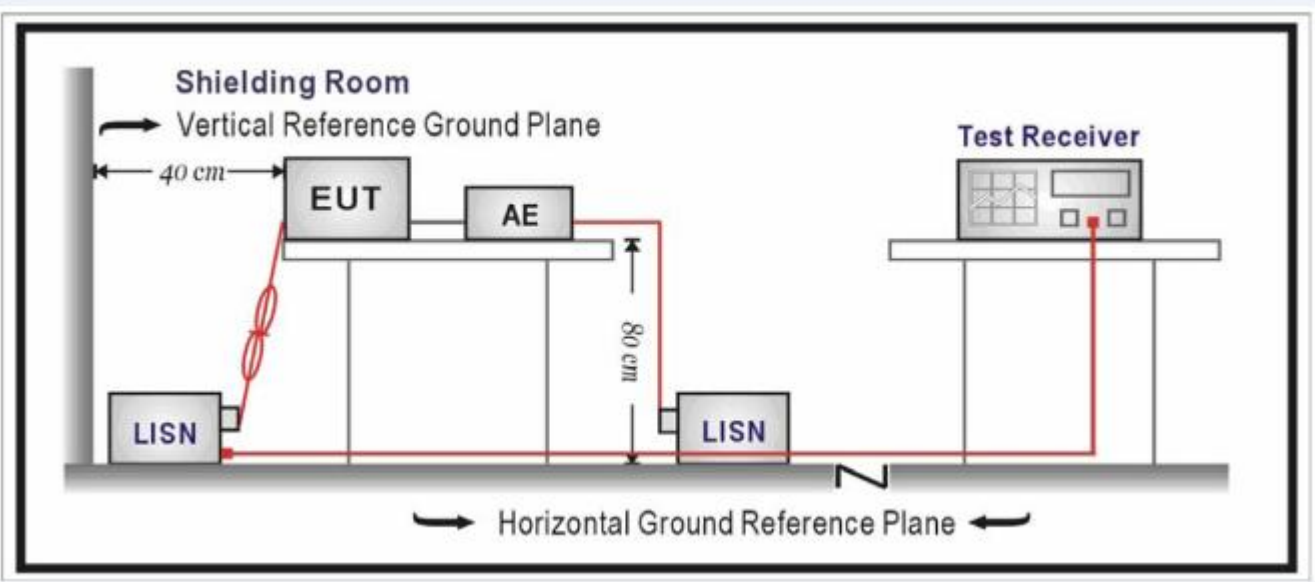 Shielding Room
Vertical Reference Ground Plane
40 cm
EUT
AE
Test Receiver
80 cm
LISN
LISN
Horizontal Ground Reference Plane